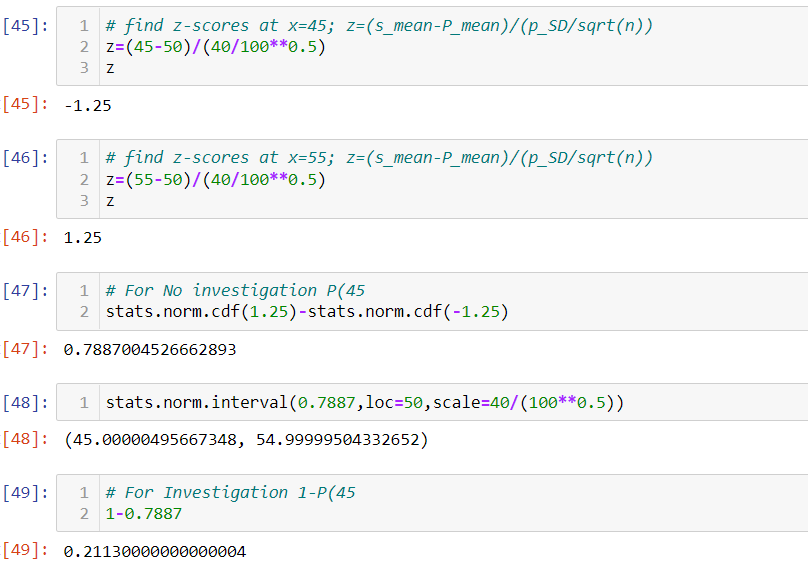 [45]: 1 # find z-scores at x=45; z=(s_mean-P_mean)/(p_SD/sqrt(n))
2 z=(45-50)/(40/100**0.5)
3 z
[45]: -1.25
[46]: 1 # find z-scores at x=55; z=(s_mean-P_mean)/(p_SD/sqrt(n))
2 z=(55-50)/(40/100**0.5)
3 z
[46]: 1.25
[47]: 1 # For No investigation P(45
2 stats.norm.cdf(1.25)-stats.norm.cdf(-1.25)
[47]: 0.7887004526662893
[48]: 1 stats.norm.interval(0.7887,loc=50,scale=40/(100**0.5))
[48]: (45.00000495667348, 54.99999504332652)
[49]: 1 # For Investigation 1-P(45
2 1-0.7887
[49]: 0.21130000000000004